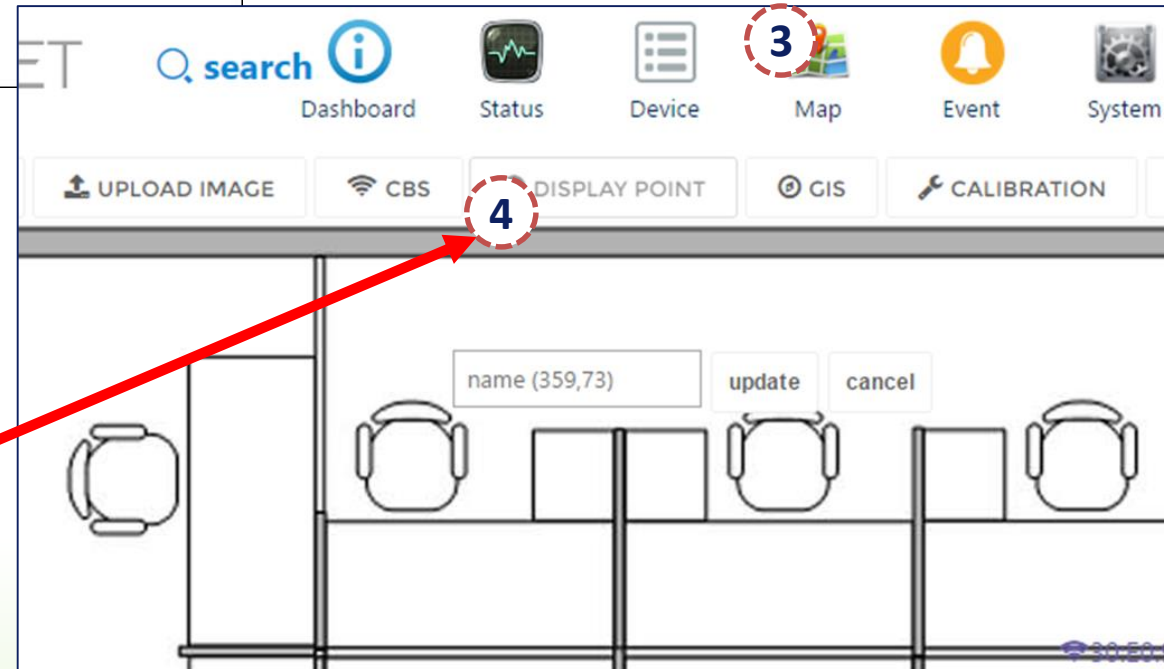 ET
search
Dashboard
Status
Device
3
Map
Event
System
UPLOAD IMAGE
CBS
4
DISPLAY POINT
GIS
CALIBRATION
name (359,73)
update
cancel